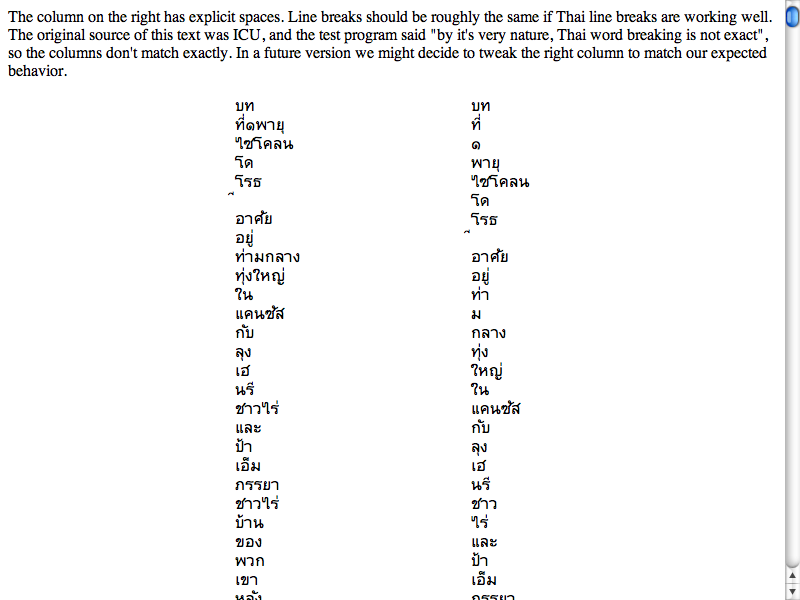 The column on the right has explicit spaces. Line breaks should be roughly the same if Thai line breaks are working well.
The original source of this text was ICU, and the test program said "by it's very nature, Thai word breaking is not exact",
so the columns don't match exactly. In a future version we might decide to tweak the right column to match our expected
behavior.
บท
ที่๑พายุ
ไซโคลน
โด
โรธ
ี
อาศัย
อยู่
ท่ามกลาง
ทุ่งใหญ่
ใน
แคนซัส
กับ
ลุง
เฮ
นรี
ชาวไร่
และ
ป้า
เอ็ม
ภรรยา
ชาวไร่
บ้าน
ของ
พวก
เขา
หลัง
บท
ที่
๑
พายุ
ไซโคลน
โด
โรธ
ี
อาศัย
อยู่
ท่า
ม
กลาง
ทุ่ง
ใหญ่
ใน
แคนซัส
กับ
ลุง
เฮ
นรี
ชาว
ไร่
และ
ป้า
เอ็ม
ภรรยา